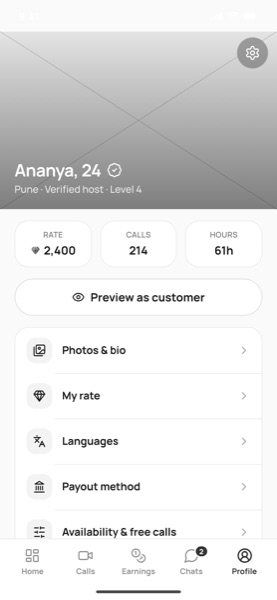 Ananya, 24
Pune · Verified host · Level 4
RATE
2,400
CALLS
214
HOURS
61h
Preview as customer
Photos & bio
My rate
Languages
Payout method
Availability & free calls
2
Home
Calls
Earnings
Chats
Profile